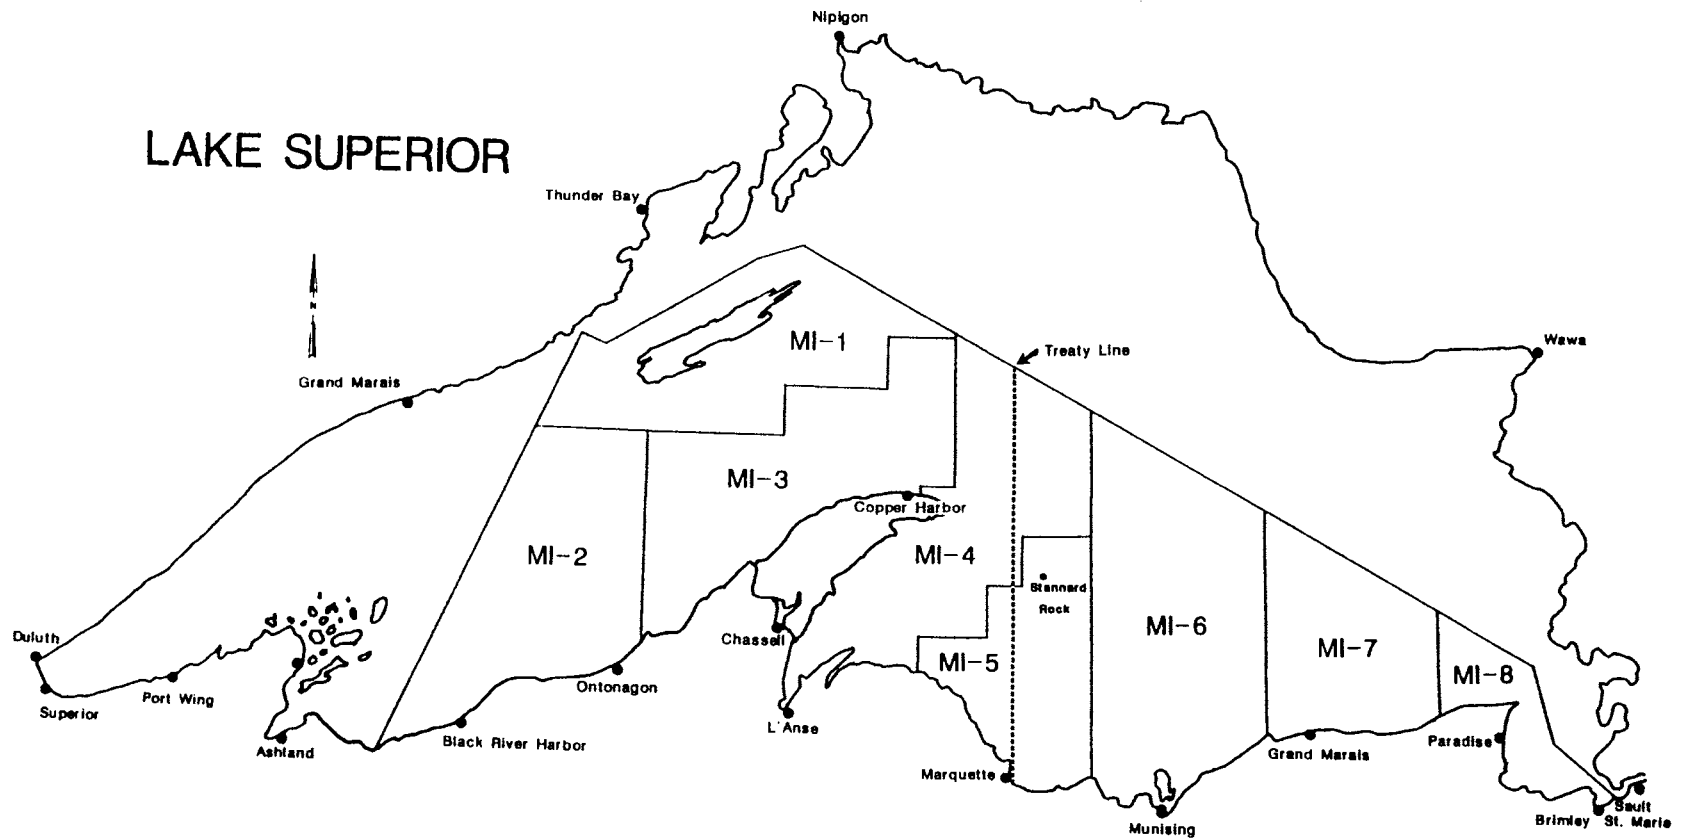 Nipigon
LAKE SUPERIOR
Thunder Bay
N
MI-1
Treaty Line
Wawa
Grand Marais
MI-3
Copper Harbor
MI-2
MI-4
Stannard
Rock
MI-6
Duluth
Chassell
MI-7
MI-5
MI-8
Ontonagon
Port Wing
Superior
L'Anse
Ashland
Black River Harbor
Grand Marais
Paradise
Marquette
Sault
Brimley
St. Marie
Munising